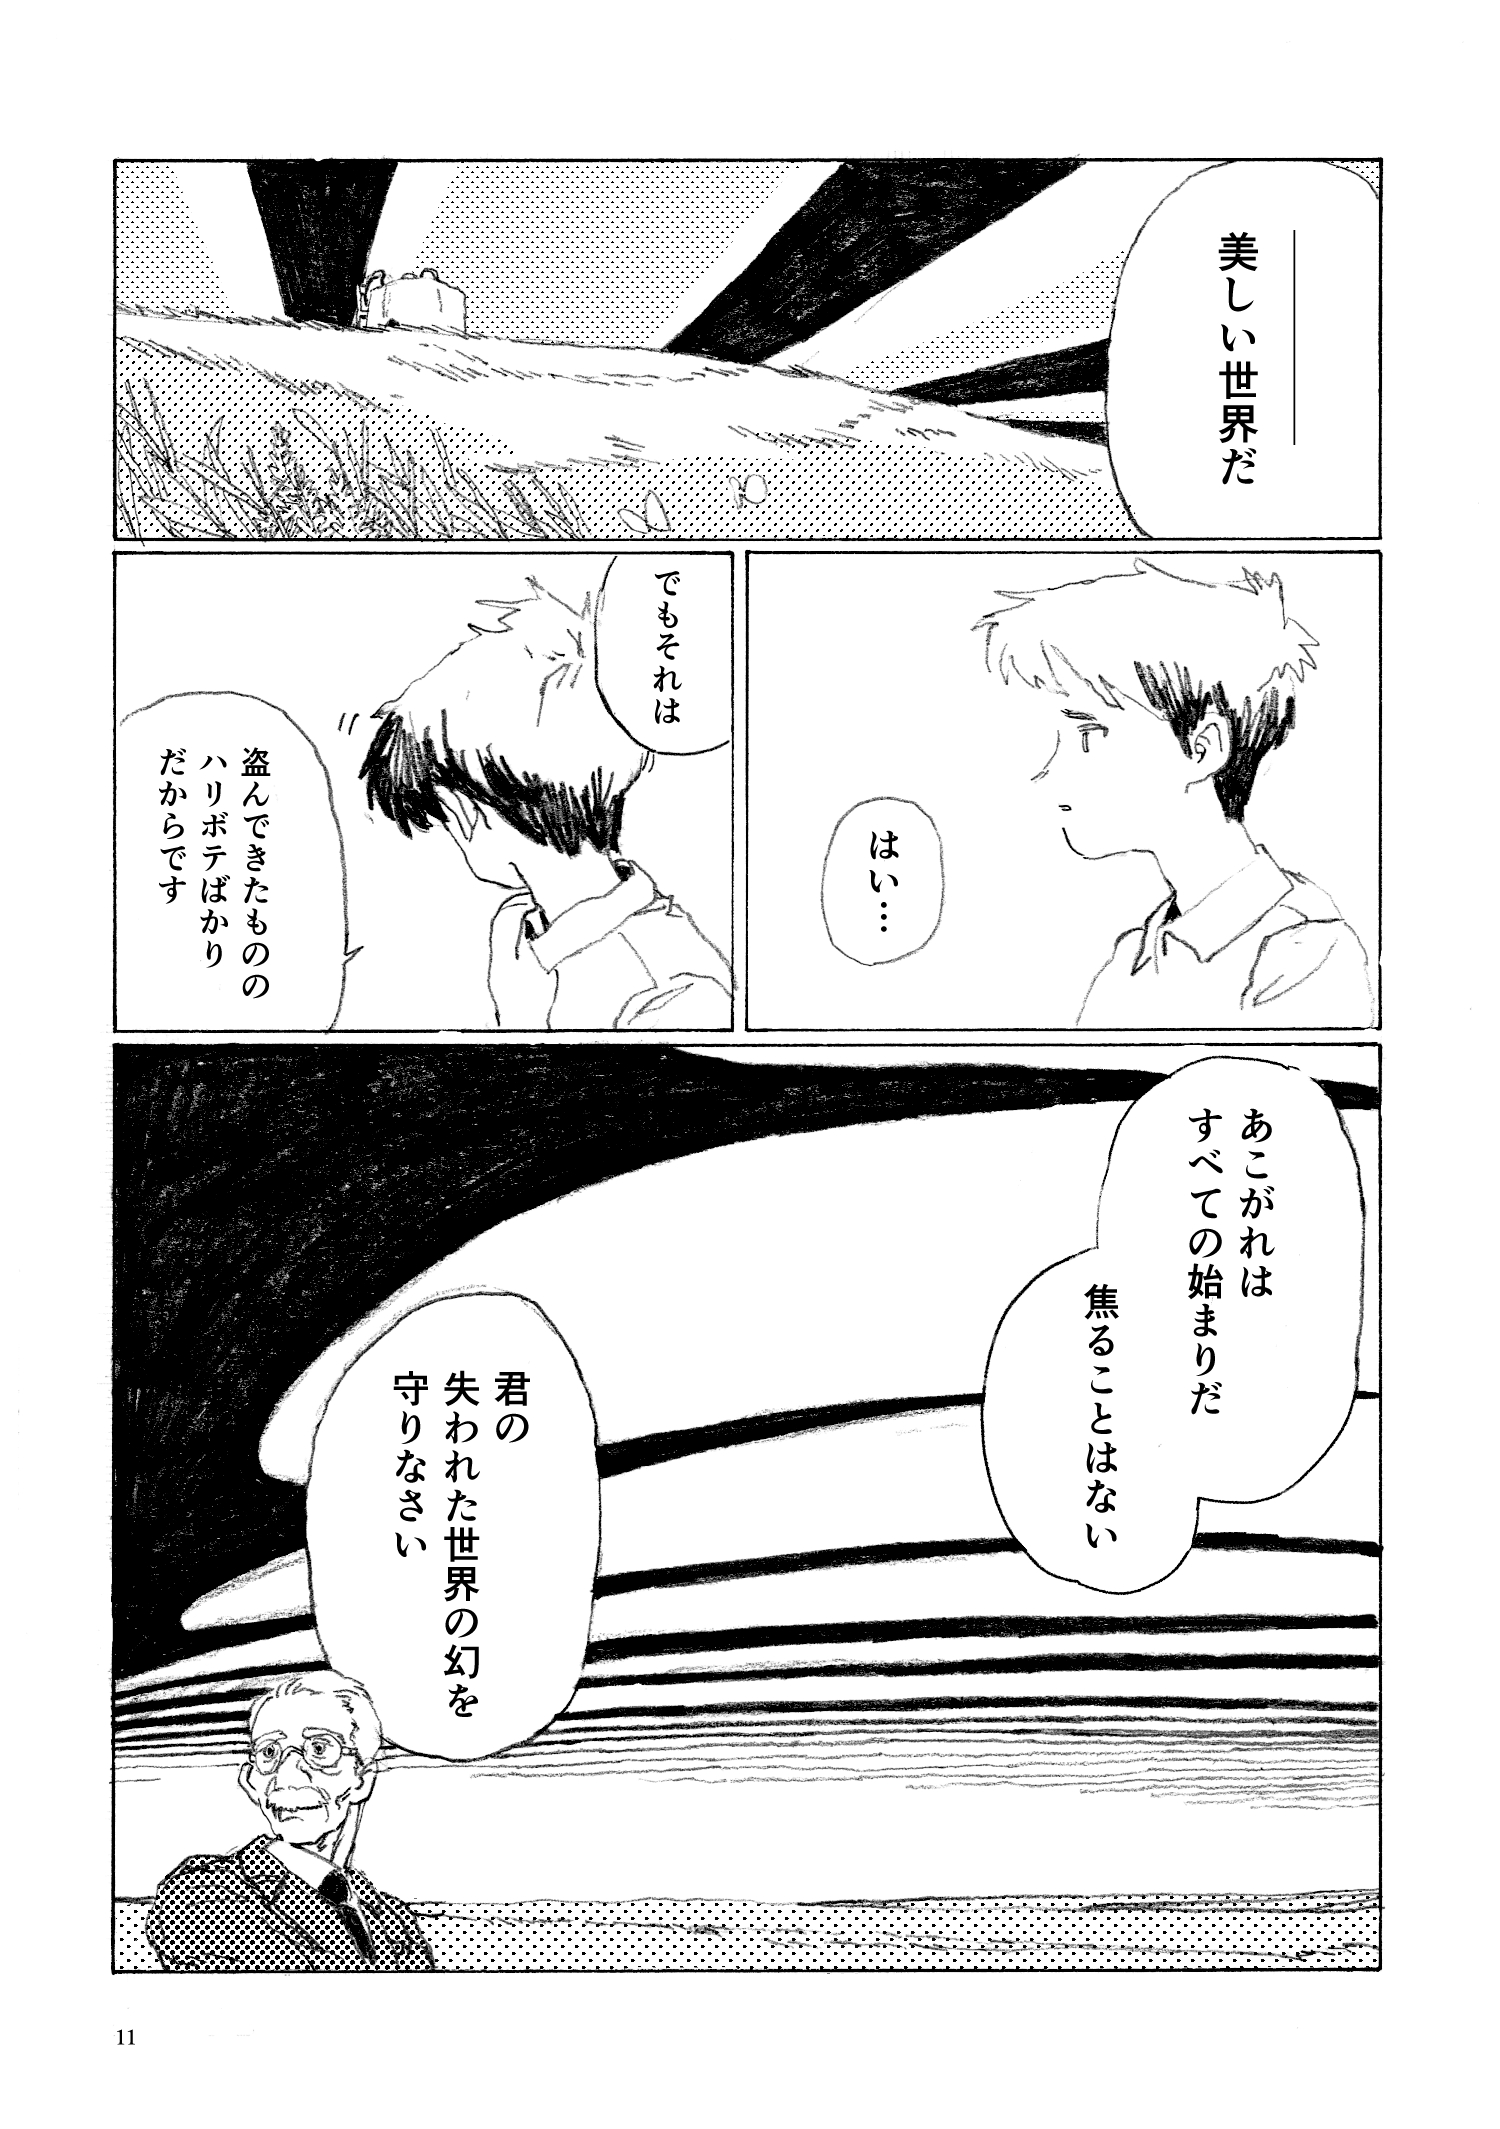 ――
美しい世界だ
はい…
でもそれは
盗んできたものの
ハリボテばかり
だからです
あこがれは
すべての始まりだ
焦ることはない
君の
失われた世界の幻を
守りなさい
11